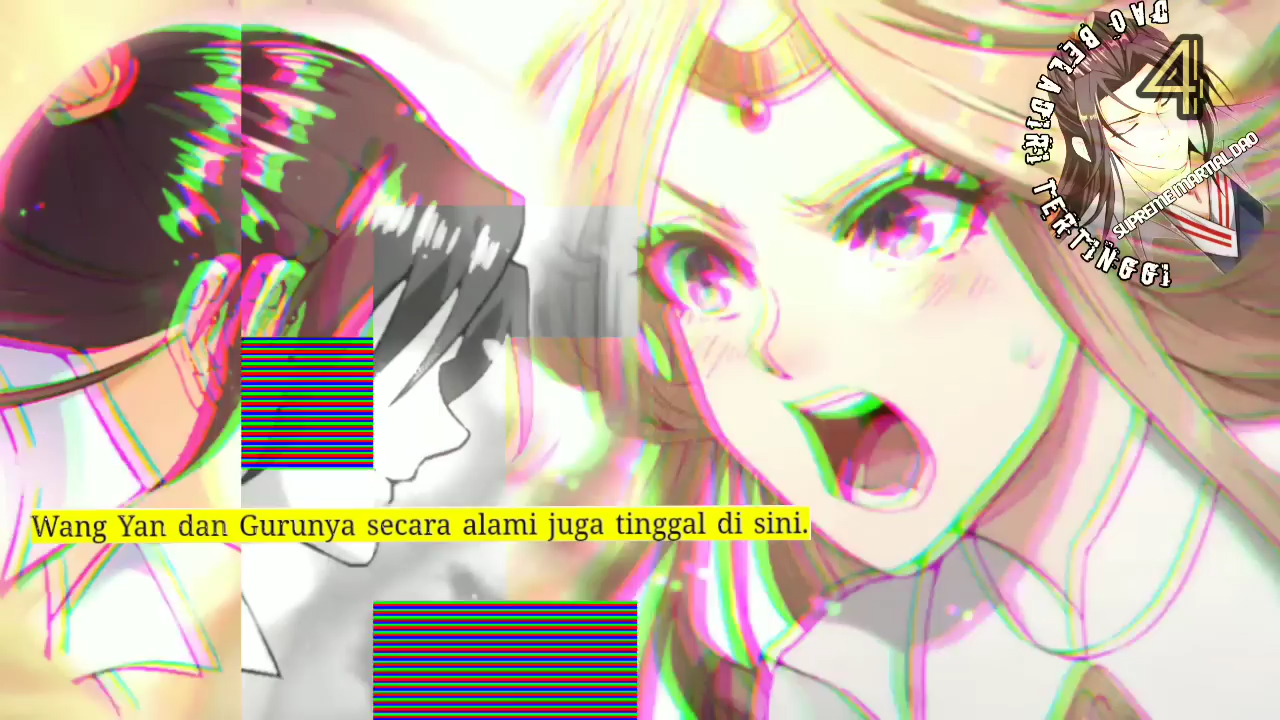 DAO BELADIRI TERTINGGI
4
SUPREME MARTIAL DAO
Wang Yan dan Gurunya secara alami juga tinggal di sini.